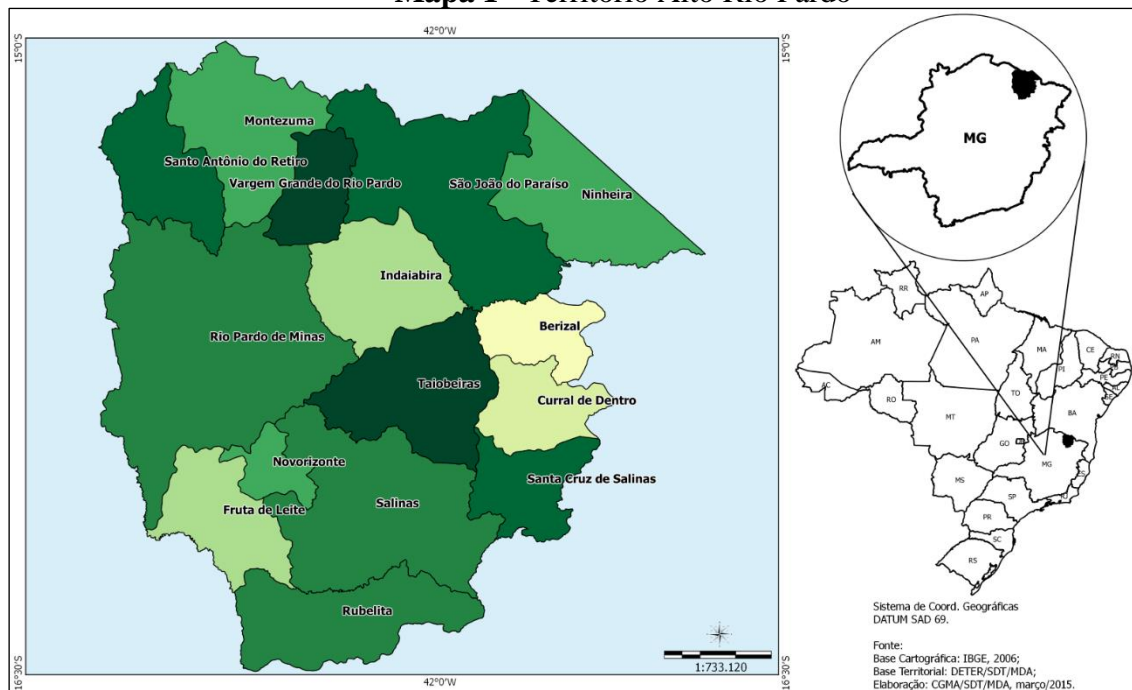 Mapa 1 - Território Alto Rio Pardo
42°0'W
15°0'S
15°0'S
Montezuma
Santo Antônio do Retiro
Vargem Grande do Rio Pardo
São João do Paraíso
Ninheira
Indaiabira
Rio Pardo de Minas
Berizal
Taiobeiras
Curral de Dentro
Novorizonte
Santa Cruz de Salinas
Fruta de Leite
Salinas
Rubelita
1:733.120
16°30'S
16°30'S
42°0'W
MG
RR
AP
AM
PA
MA
CE
RN
PI
PE
AL
SE
AC
TO
RO
BA
MT
GO
MG
ES
MS
SP
RJ
PR
SC
RS
Sistema de Coord. Geográficas
DATUM SAD 69.
Fonte:
Base Cartográfica: IBGE, 2006;
Base Territorial: DETER/SDT/MDA;
Elaboração: CGMA/SDT/MDA, março/2015.